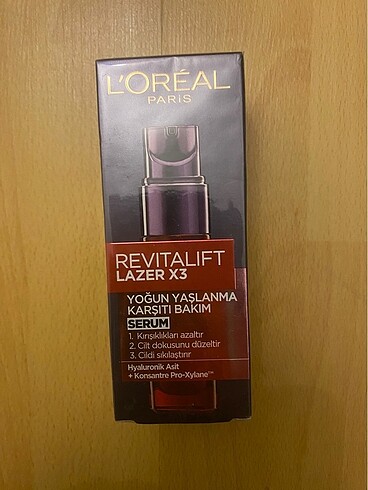 L'ORÉAL
PARIS
REVITALIFT
LAZER X3
YOĞUN YAŞLANMA
KARŞITI BAKIM
SERUM
1. Kırışıklıkları azaltır
2. Cilt dokusunu düzeltir
3. Cildi sıkılaştırır
Hyaluronik Asit
+ Konsantre Pro-Xylane™